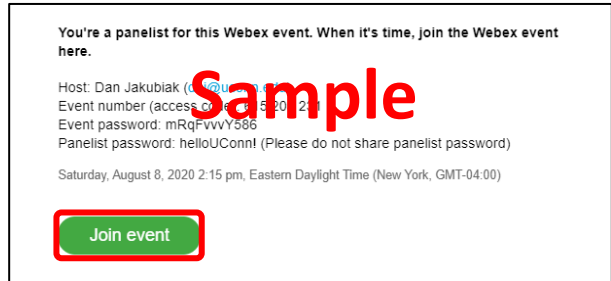 You're a panelist for this Webex event. When it's time, join the Webex event
here.
Sample
Host: Dan Jakubiak
Event number (access
Event password: mRqFvvvY586
Panelist password: helloUConn! (Please do not share panelist password)
Saturday, August 8, 2020 2:15 pm, Eastern Daylight Time (New York, GMT-04:00)
Join event